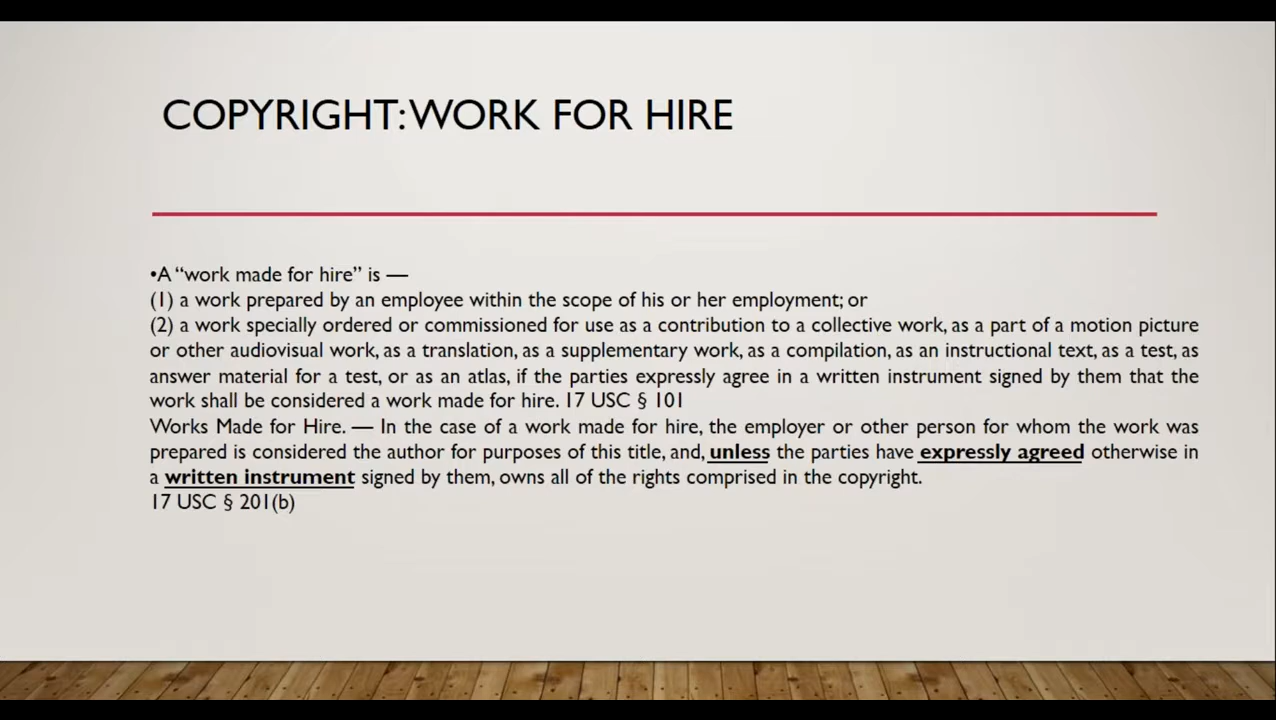 COPYRIGHT: WORK FOR HIRE
•A “work made for hire” is —
(1) a work prepared by an employee within the scope of his or her employment; or
(2) a work specially ordered or commissioned for use as a contribution to a collective work, as a part of a motion picture
or other audiovisual work, as a translation, as a supplementary work, as a compilation, as an instructional text, as a test, as
answer material for a test, or as an atlas, if the parties expressly agree in a written instrument signed by them that the
work shall be considered a work made for hire. 17 USC § 101
Works Made for Hire. — In the case of a work made for hire, the employer or other person for whom the work was
prepared is considered the author for purposes of this title, and, unless the parties have expressly agreed otherwise in
a written instrument signed by them, owns all of the rights comprised in the copyright.
17 USC § 201(b)